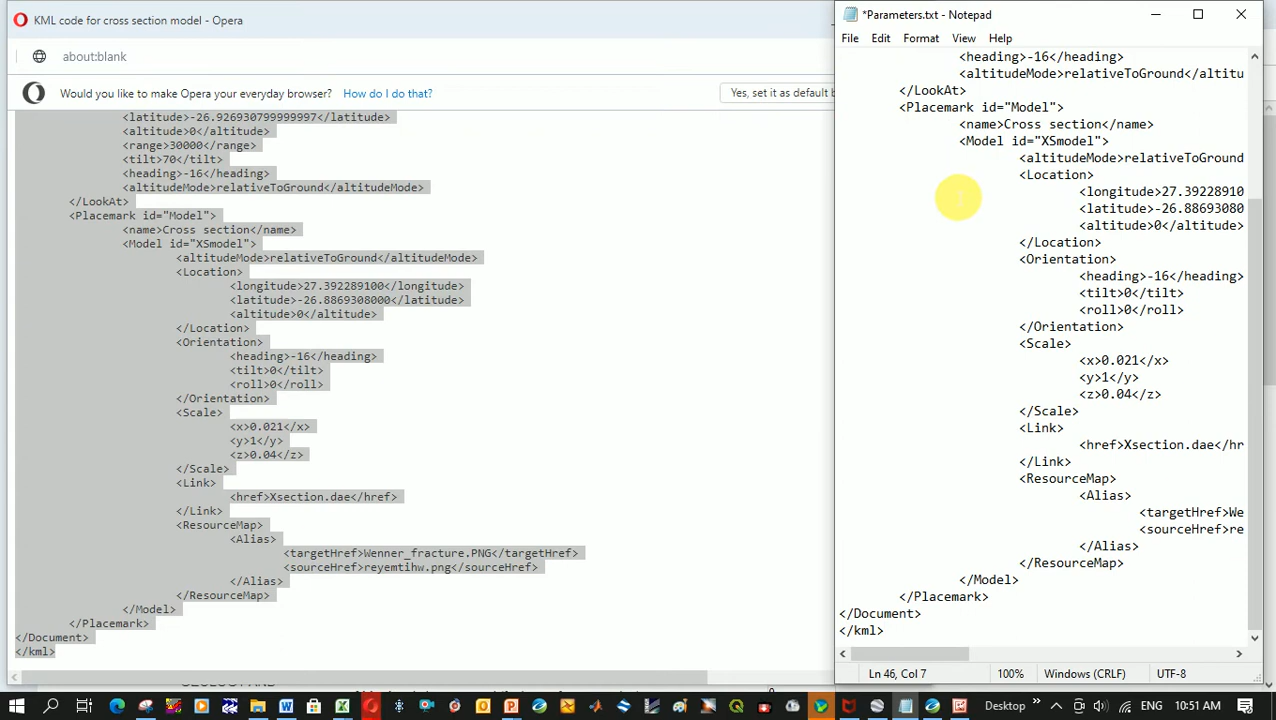 KML code for cross section model - Opera
about:blank
Would you like to make Opera your everyday browser? How do I do that? Yes, set it as default b
<latitude>-26.926930799999997</latitude>
<altitude>0</altitude>
<range>30000</range>
<tilt>70</tilt>
<heading>-16</heading>
<altitudeMode>relativeToGround</altitudeMode>
</LookAt>
<Placemark id="Model">
<name>Cross section</name>
<Model id="XSmodel">
<altitudeMode>relativeToGround</altitudeMode>
<Location>
<longitude>27.392289100</longitude>
<latitude>-26.8869308000</latitude>
<altitude>0</altitude>
</Location>
<Orientation>
<heading>-16</heading>
<tilt>0</tilt>
<roll>0</roll>
</Orientation>
<Scale>
<x>0.021</x>
<y>1</y>
<z>0.04</z>
</Scale>
<Link>
<href>Xsection.dae</href>
</Link>
<ResourceMap>
<Alias>
<targetHref>Wenner_fracture.PNG</targetHref>
<sourceHref>reyemtihw.png</sourceHref>
</Alias>
</ResourceMap>
</Model>
</Placemark>
</Document>
</kml>
*Parameters.txt - Notepad
File Edit Format View Help
<heading>-16</heading>
<altitudeMode>relativeToGround</altitu
</LookAt>
<Placemark id="Model">
<name>Cross section</name>
<Model id="XSmodel">
<altitudeMode>relativeToGround
<Location>
<longitude>27.39228910
<latitude>-26.88693080
<altitude>0</altitude>
</Location>
<Orientation>
<heading>-16</heading>
<tilt>0</tilt>
<roll>0</roll>
</Orientation>
<Scale>
<x>0.021</x>
<y>1</y>
<z>0.04</z>
</Scale>
<Link>
<href>Xsection.dae</hr
</Link>
<ResourceMap>
<Alias>
<targetHref>We
<sourceHref>re
</Alias>
</ResourceMap>
</Model>
</Placemark>
</Document>
</kml>
Ln 46, Col 7 100% Windows (CRLF) UTF-8
Desktop ENG 10:51 AM